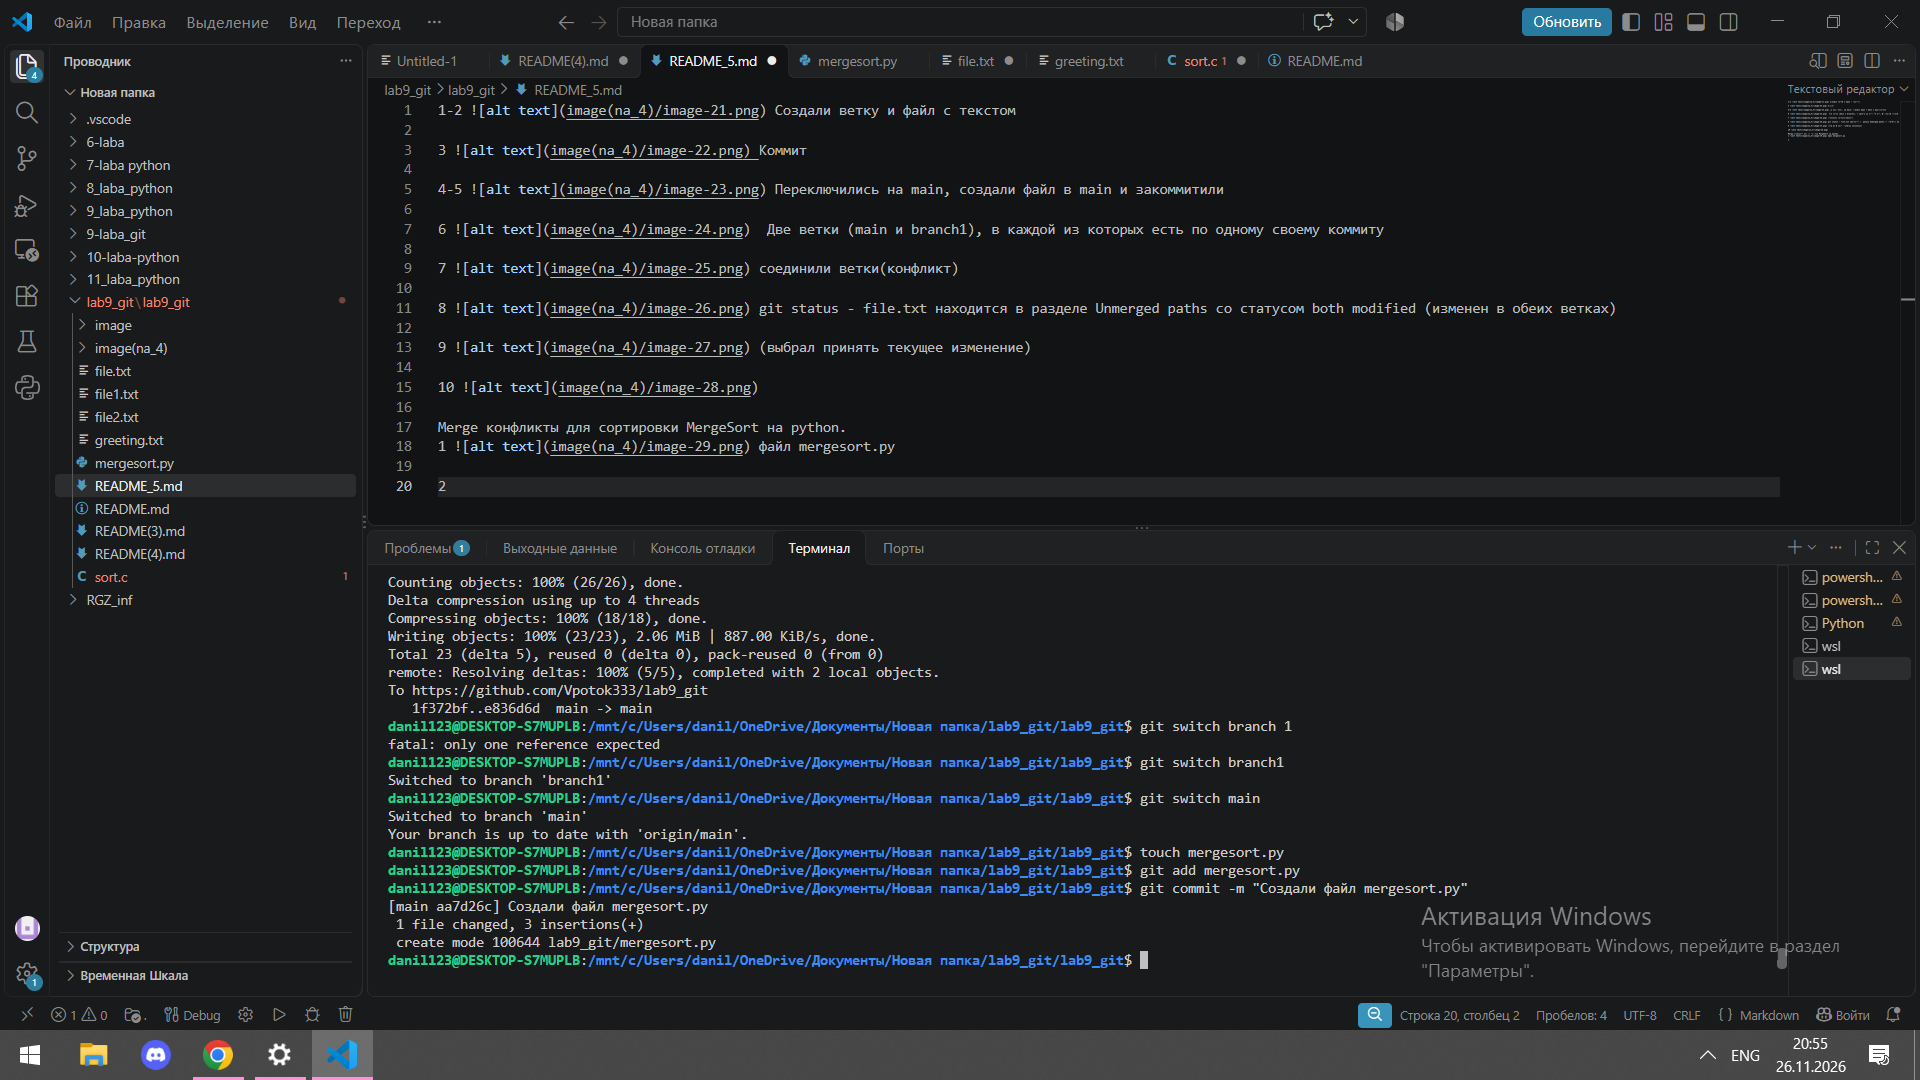 Файл Правка Выделение Вид Переход ···
Новая папка
Обновить
Проводник
Новая папка
.vscode
6-laba
7-laba python
8_laba_python
9_laba_python
9-laba_git
10-laba-python
11_laba_python
lab9_git\lab9_git
image
image(na_4)
file.txt
file1.txt
file2.txt
greeting.txt
mergesort.py
README_5.md
README.md
README(3).md
README(4).md
C sort.c 1
RGZ_inf
Структура
Временная Шкала
4
1
Untitled-1 README(4).md README_5.md mergesort.py file.txt greeting.txt C sort.c 1 README.md
lab9_git > lab9_git > README_5.md
Текстовый редактор
1 1-2 ![alt text](image(na_4)/image-21.png) Создали ветку и файл с текстом
2
3 3 ![alt text](image(na_4)/image-22.png) Коммит
4
5 4-5 ![alt text](image(na_4)/image-23.png) Переключились на main, создали файл в main и закоммитили
6
7 6 ![alt text](image(na_4)/image-24.png)  Две ветки (main и branch1), в каждой из которых есть по одному своему коммиту
8
9 7 ![alt text](image(na_4)/image-25.png) соединили ветки(конфликт)
10
11 8 ![alt text](image(na_4)/image-26.png) git status - file.txt находится в разделе Unmerged paths со статусом both modified (изменен в обеих ветках)
12
13 9 ![alt text](image(na_4)/image-27.png) (выбрал принять текущее изменение)
14
15 10 ![alt text](image(na_4)/image-28.png)
16
17 Merge конфликты для сортировки MergeSort на python.
18 1 ![alt text](image(na_4)/image-29.png) файл mergesort.py
19
20 2
Проблемы 1 Выходные данные Консоль отладки Терминал Порты
Counting objects: 100% (26/26), done.
Delta compression using up to 4 threads
Compressing objects: 100% (18/18), done.
Writing objects: 100% (23/23), 2.06 MiB | 887.00 KiB/s, done.
Total 23 (delta 5), reused 0 (delta 0), pack-reused 0 (from 0)
remote: Resolving deltas: 100% (5/5), completed with 2 local objects.
To https://github.com/Vpotok333/lab9_git
1f372bf..e836d6d  main -> main
danil123@DESKTOP-S7MUPLB:/mnt/c/Users/danil/OneDrive/Документы/Новая папка/lab9_git/lab9_git$ git switch branch 1
fatal: only one reference expected
danil123@DESKTOP-S7MUPLB:/mnt/c/Users/danil/OneDrive/Документы/Новая папка/lab9_git/lab9_git$ git switch branch1
Switched to branch 'branch1'
danil123@DESKTOP-S7MUPLB:/mnt/c/Users/danil/OneDrive/Документы/Новая папка/lab9_git/lab9_git$ git switch main
Switched to branch 'main'
Your branch is up to date with 'origin/main'.
danil123@DESKTOP-S7MUPLB:/mnt/c/Users/danil/OneDrive/Документы/Новая папка/lab9_git/lab9_git$ touch mergesort.py
danil123@DESKTOP-S7MUPLB:/mnt/c/Users/danil/OneDrive/Документы/Новая папка/lab9_git/lab9_git$ git add mergesort.py
danil123@DESKTOP-S7MUPLB:/mnt/c/Users/danil/OneDrive/Документы/Новая папка/lab9_git/lab9_git$ git commit -m "Создали файл mergesort.py"
[main aa7d26c] Создали файл mergesort.py
1 file changed, 3 insertions(+)
create mode 100644 lab9_git/mergesort.py
danil123@DESKTOP-S7MUPLB:/mnt/c/Users/danil/OneDrive/Документы/Новая папка/lab9_git/lab9_git$
powersh...
powersh...
Python
wsl
wsl
Активация Windows
Чтобы активировать Windows, перейдите в раздел
"Параметры".
1 0 Debug
Строка 20, столбец 2 Пробелов: 4 UTF-8 CRLF { } Markdown Войти
ENG
20:55
26.11.2026